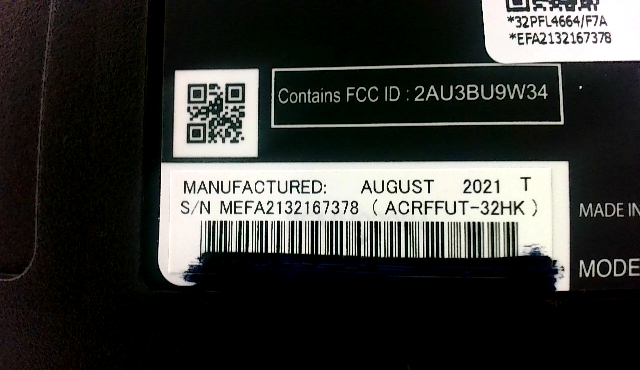 *32PFL4664/F7A
*EFA2132167378
Contains FCC ID : 2AU3BU9W34
MANUFACTURED: AUGUST 2021 T
S/N MEFA2132167378 ( ACRFFUT-32HK )
MADE IN
MODE